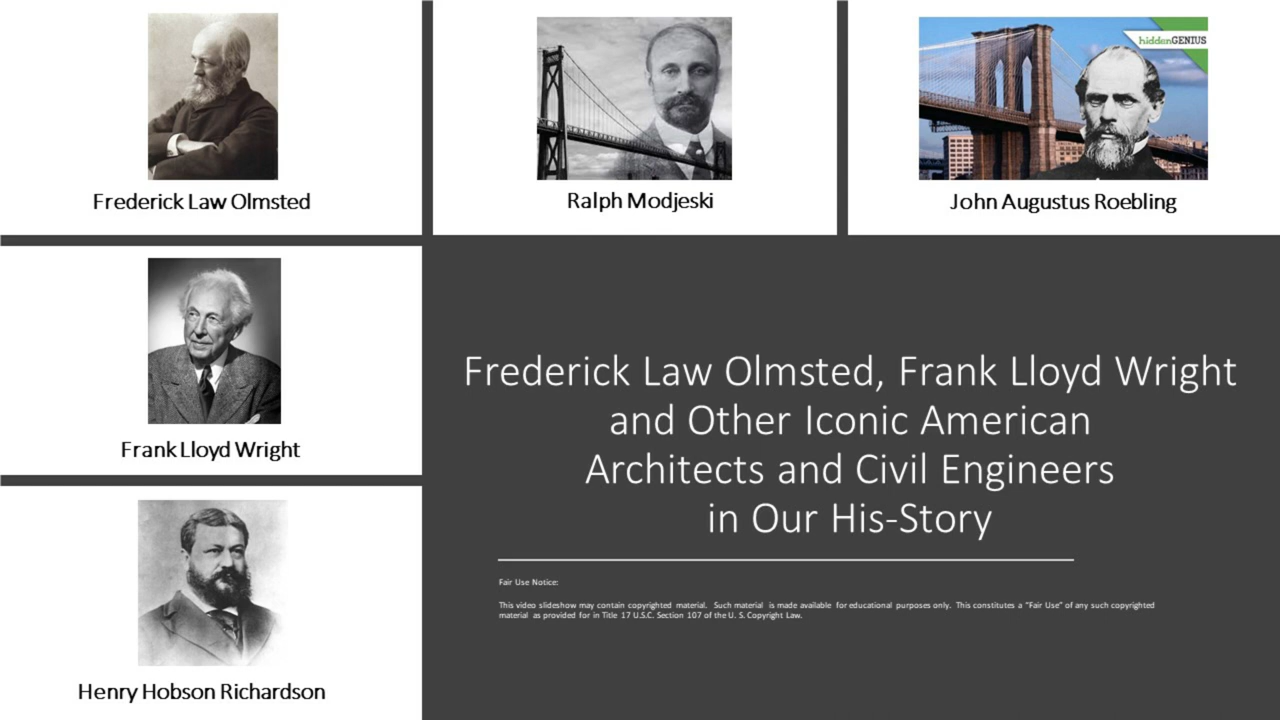 hiddenGENIUS
Frederick Law Olmsted
Ralph Modjeski
John Augustus Roebling
Frank Lloyd Wright
Henry Hobson Richardson
Frederick Law Olmsted, Frank Lloyd Wright
and Other Iconic American
Architects and Civil Engineers
in Our His-Story
Fair Use Notice:
This video slideshow may contain copyrighted material. Such material is made available for educational purposes only. This constitutes a "Fair Use" of any such copyrighted
material as provided for in Title 17 U.S.C. Section 107 of the U. S. Copyright Law.